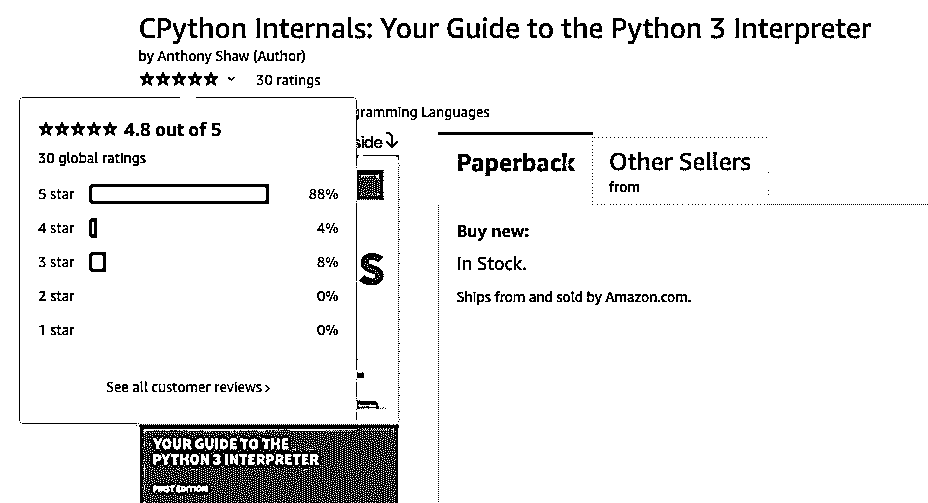 CPython Internals: Your Guide to the Python 3 Interpreter
by Anthony Shaw (Author)
30 ratings
4.8 out of 5
30 global ratings
5 star 88%
4 star 4%
3 star 8%
2 star 0%
1 star 0%
See all customer reviews ›
gramming Languages
side
S
Paperback
Other Sellers
from
Buy new:
In Stock.
Ships from and sold by Amazon.com.
YOUR GUIDE TO THE
PYTHON 3 INTERPRETER
FIRST EDITION